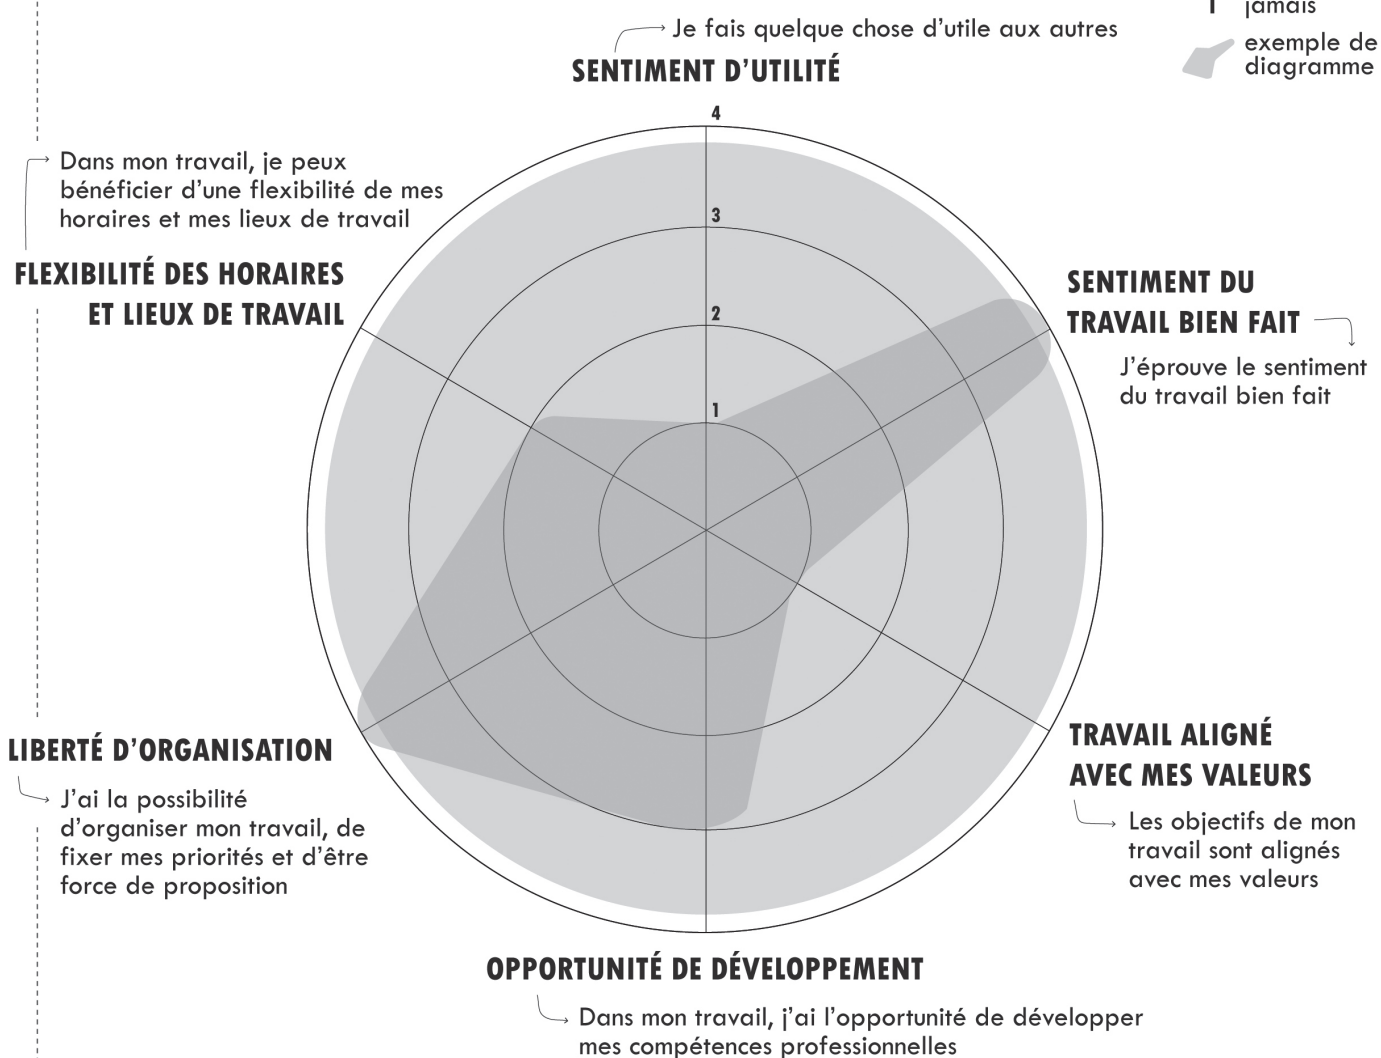 1 jamais
exemple de
diagramme
Je fais quelque chose d'utile aux autres
SENTIMENT D'UTILITÉ
4
3
2
1
Dans mon travail, je peux
bénéficier d'une flexibilité de mes
horaires et mes lieux de travail
FLEXIBILITÉ DES HORAIRES
ET LIEUX DE TRAVAIL
SENTIMENT DU
TRAVAIL BIEN FAIT
J'éprouve le sentiment
du travail bien fait
LIBERTÉ D'ORGANISATION
J'ai la possibilité
d'organiser mon travail, de
fixer mes priorités et d'être
force de proposition
TRAVAIL ALIGNÉ
AVEC MES VALEURS
Les objectifs de mon
travail sont alignés
avec mes valeurs
OPPORTUNITÉ DE DÉVELOPPEMENT
Dans mon travail, j'ai l'opportunité de développer
mes compétences professionnelles